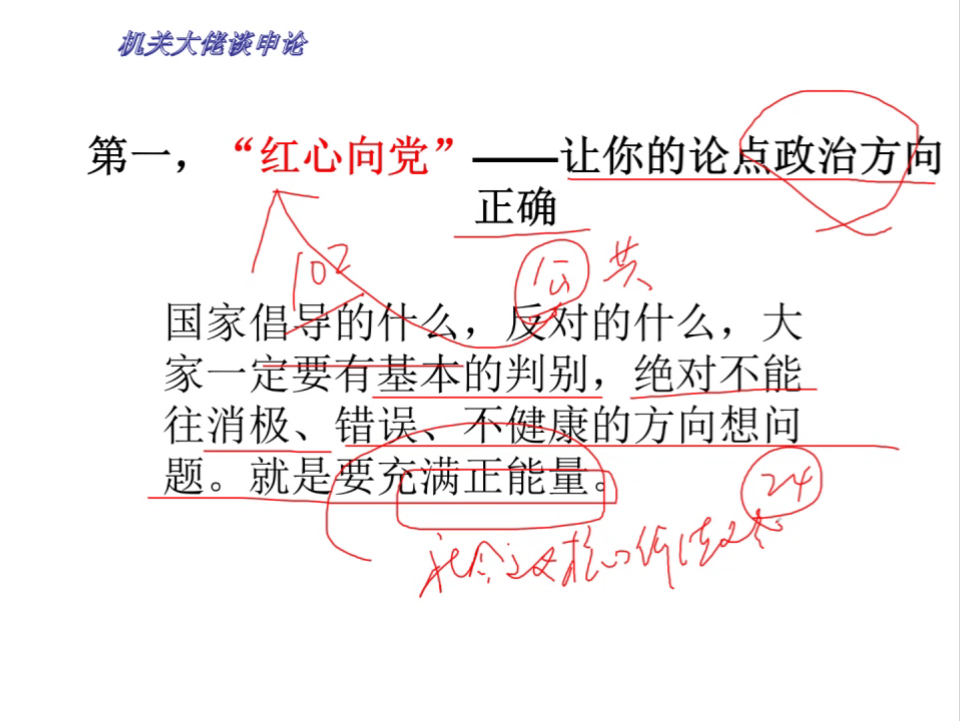 机关大佬谈申论
第一，“红心向党”——让你的论点政治方向
正确
公共
102
国家倡导的什么，反对的什么，大
家一定要有基本的判别，绝对不能
往消极、错误、不健康的方向想问
题。就是要充满正能量。
24
社会主义核心价值观